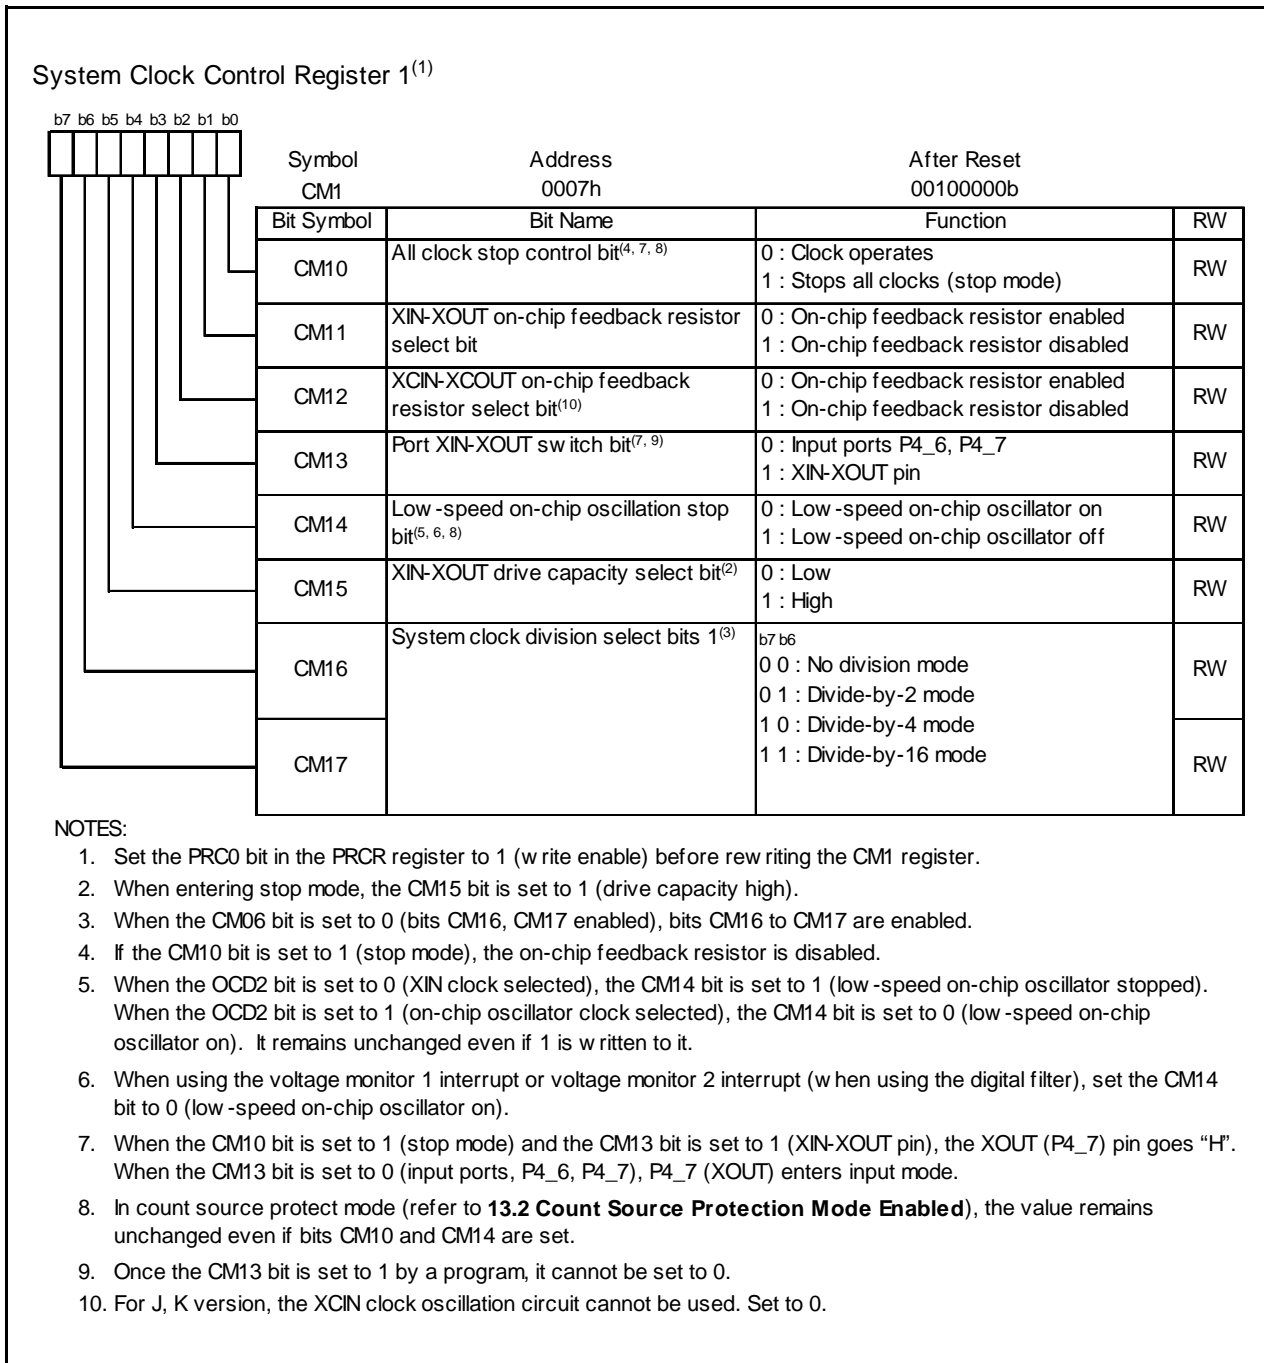 System Clock Control Register 1(1)
b7 b6 b5 b4 b3 b2 b1 b0
Symbol Address After Reset
CM1 0007h 00100000b
Bit Symbol Bit Name Function RW
CM10 All clock stop control bit(4, 7, 8) 0 : Clock operates RW
1 : Stops all clocks (stop mode)
CM11 XIN-XOUT on-chip feedback resistor 0 : On-chip feedback resistor enabled RW
select bit 1 : On-chip feedback resistor disabled
CM12 XCIN-XCOUT on-chip feedback 0 : On-chip feedback resistor enabled RW
resistor select bit(10) 1 : On-chip feedback resistor disabled
CM13 Port XIN-XOUT switch bit(7, 9) 0 : Input ports P4_6, P4_7 RW
1 : XIN-XOUT pin
CM14 Low-speed on-chip oscillation stop 0 : Low-speed on-chip oscillator on RW
bit(5, 6, 8) 1 : Low-speed on-chip oscillator off
CM15 XIN-XOUT drive capacity select bit(2) 0 : Low RW
1 : High
CM16 System clock division select bits 1(3) b7 b6 RW
0 0 : No division mode
0 1 : Divide-by-2 mode
1 0 : Divide-by-4 mode
CM17 1 1 : Divide-by-16 mode RW
NOTES:
1. Set the PRC0 bit in the PRCR register to 1 (write enable) before rewriting the CM1 register.
2. When entering stop mode, the CM15 bit is set to 1 (drive capacity high).
3. When the CM06 bit is set to 0 (bits CM16, CM17 enabled), bits CM16 to CM17 are enabled.
4. If the CM10 bit is set to 1 (stop mode), the on-chip feedback resistor is disabled.
5. When the OCD2 bit is set to 0 (XIN clock selected), the CM14 bit is set to 1 (low-speed on-chip oscillator stopped).
When the OCD2 bit is set to 1 (on-chip oscillator clock selected), the CM14 bit is set to 0 (low-speed on-chip
oscillator on). It remains unchanged even if 1 is written to it.
6. When using the voltage monitor 1 interrupt or voltage monitor 2 interrupt (when using the digital filter), set the CM14
bit to 0 (low-speed on-chip oscillator on).
7. When the CM10 bit is set to 1 (stop mode) and the CM13 bit is set to 1 (XIN-XOUT pin), the XOUT (P4_7) pin goes “H”.
When the CM13 bit is set to 0 (input ports, P4_6, P4_7), P4_7 (XOUT) enters input mode.
8. In count source protect mode (refer to 13.2 Count Source Protection Mode Enabled), the value remains
unchanged even if bits CM10 and CM14 are set.
9. Once the CM13 bit is set to 1 by a program, it cannot be set to 0.
10. For J, K version, the XCIN clock oscillation circuit cannot be used. Set to 0.